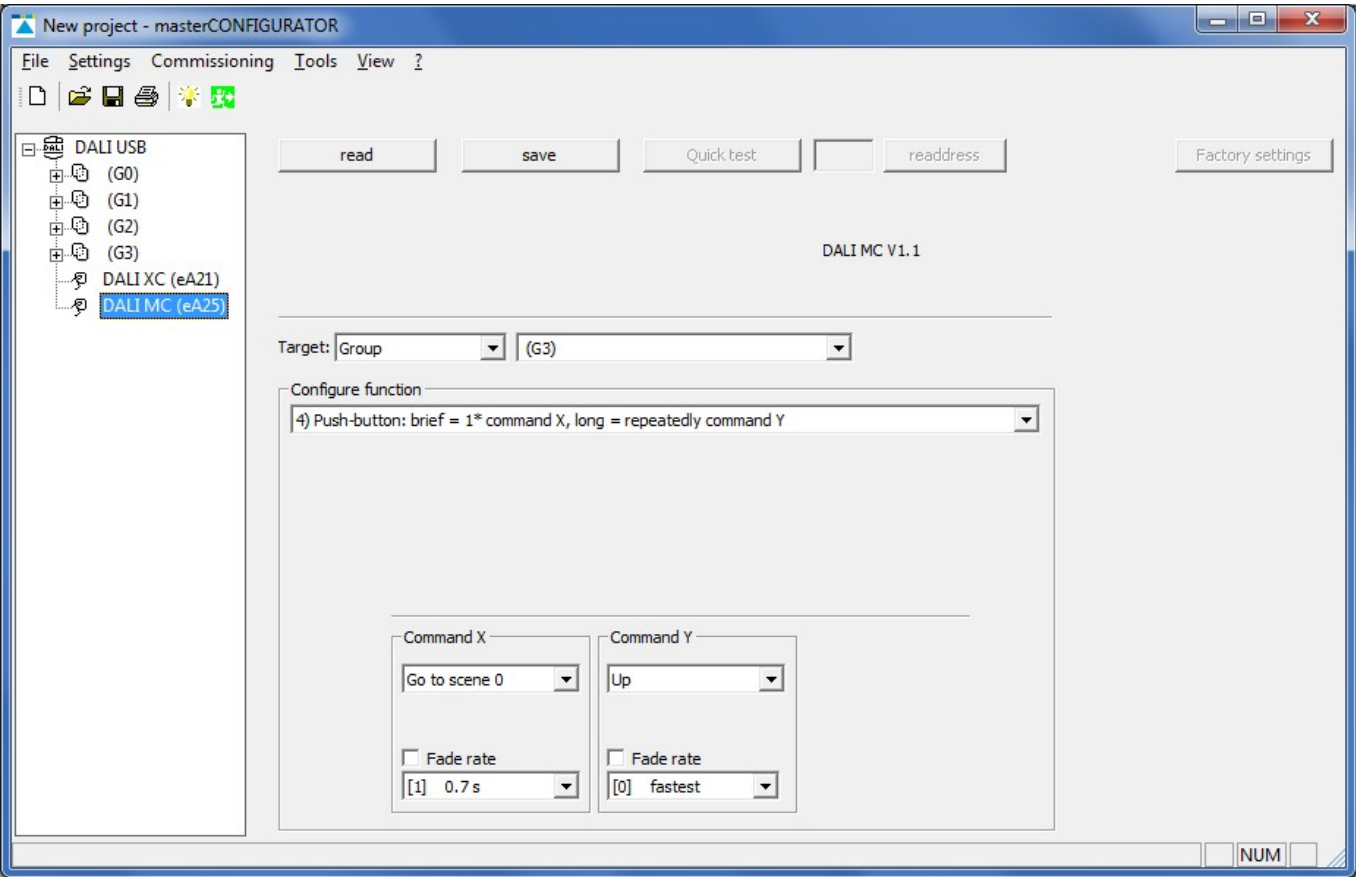 New project - masterCONFIGURATOR
File Settings Commissioning Tools View ?
DALI USB
(G0)
(G1)
(G2)
(G3)
DALI XC (eA21)
DALI MC (eA25)
read save Quick test readdress Factory settings
DALI MC V1.1
Target: Group (G3)
Configure function
4) Push-button: brief = 1* command X, long = repeatedly command Y
Command X
Go to scene 0
Fade rate
[1] 0.7 s
Command Y
Up
Fade rate
[0] fastest
NUM